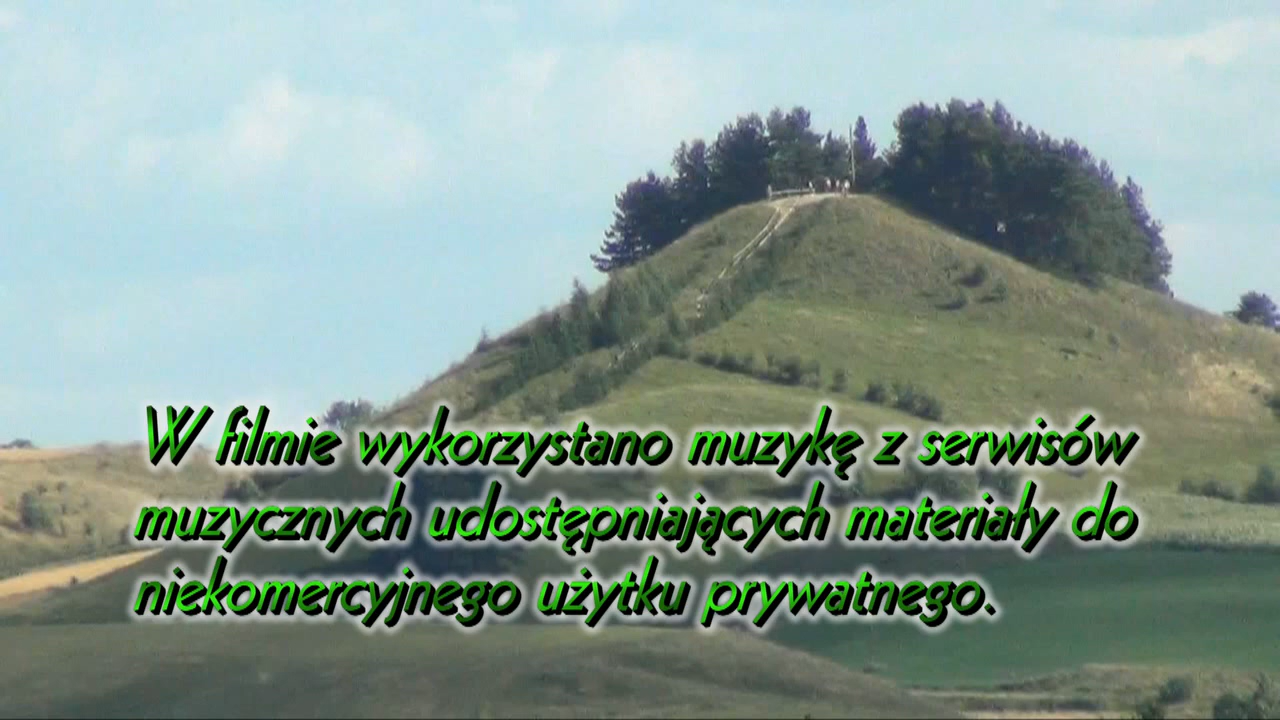 W filmie wykorzystano muzykę z serwisów
muzycznych udostępniających materiały do
niekomercyjnego użytku prywatnego.